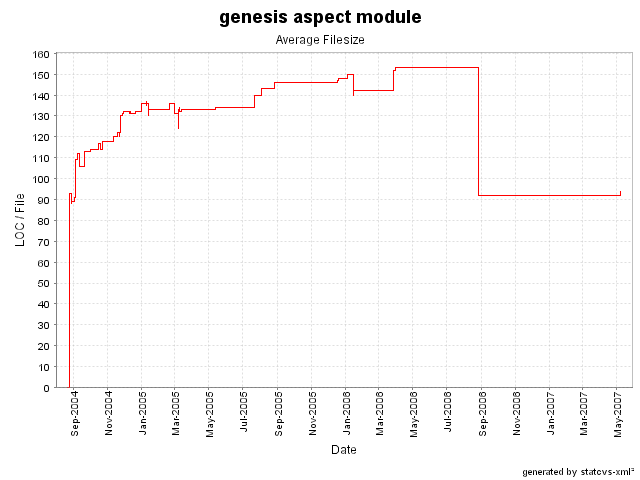 genesis aspect module
Average Filesize
160
150
140
130
120
110
100
90
80
70
60
50
40
30
20
10
0
LOC / File
Sep-2004
Nov-2004
Jan-2005
Mar-2005
May-2005
Jul-2005
Sep-2005
Nov-2005
Jan-2006
Mar-2006
May-2006
Jul-2006
Sep-2006
Nov-2006
Jan-2007
Mar-2007
May-2007
Date
generated by statcvs-xml²